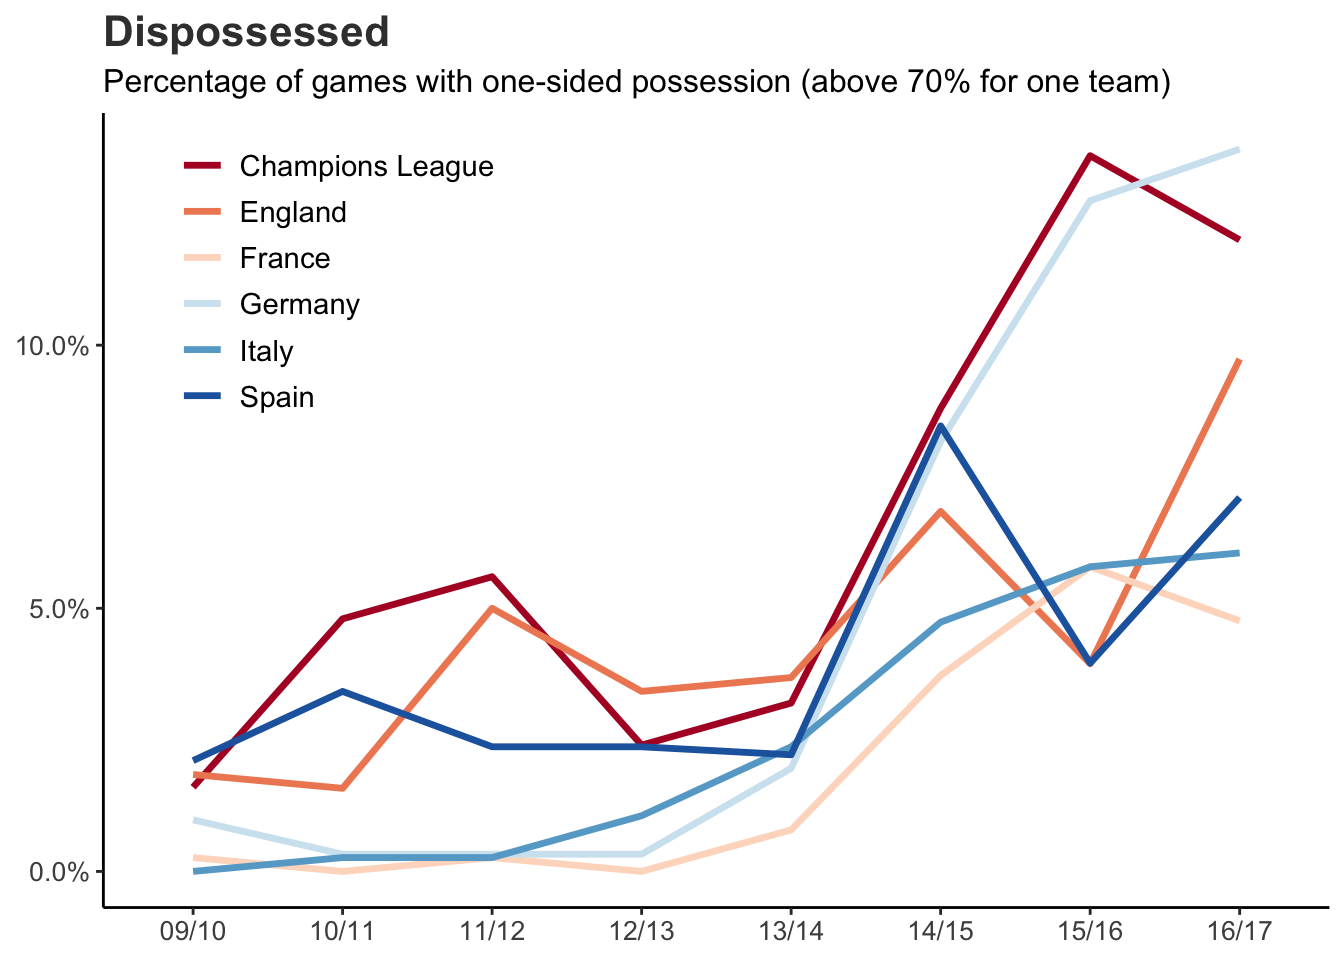 Dispossessed
Percentage of games with one-sided possession (above 70% for one team)
Champions League
England
France
Germany
Italy
Spain
10.0%
5.0%
0.0%
09/10 10/11 11/12 12/13 13/14 14/15 15/16 16/17